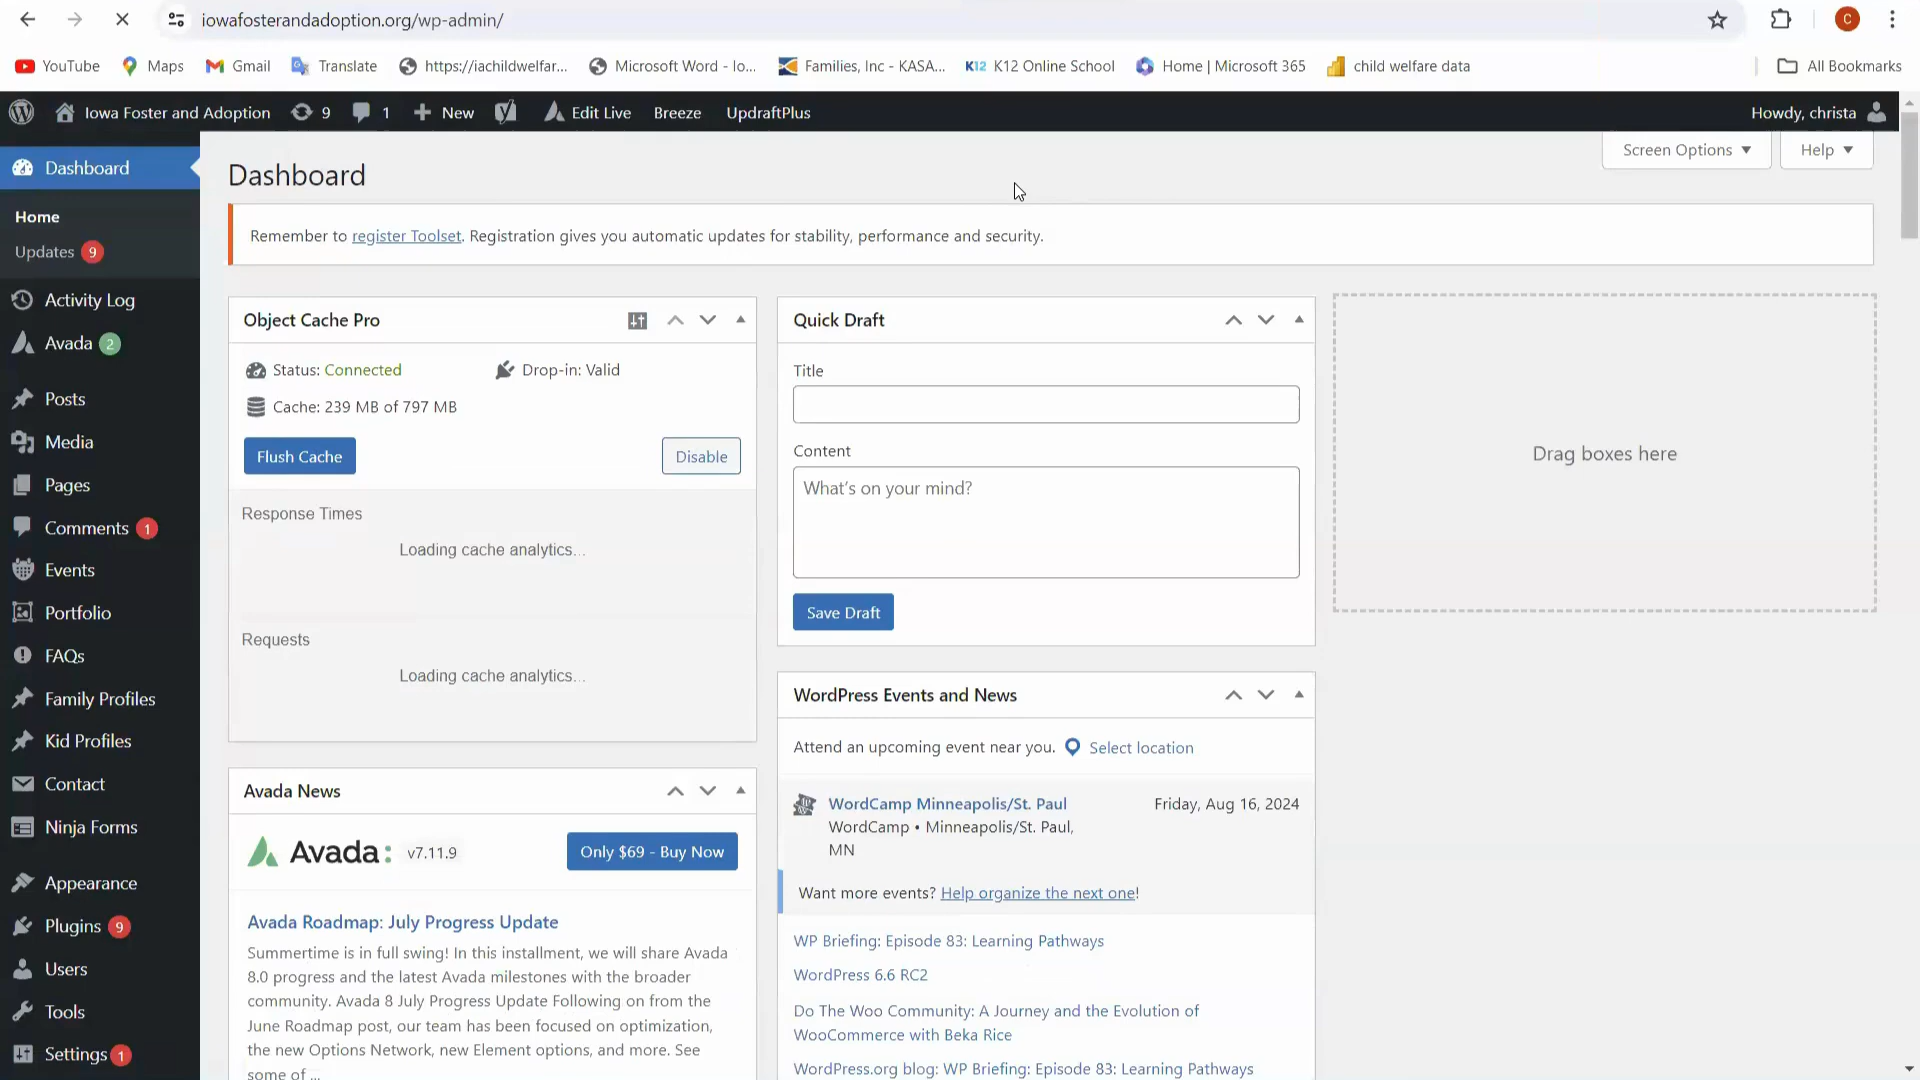 iowafosterandadoption.org/wp-admin/
C
YouTube
Maps
Gmail
Translate
https://iachildwelfar...
Microsoft Word - Io...
Families, Inc - KASA...
K12 K12 Online School
Home | Microsoft 365
child welfare data
All Bookmarks
Iowa Foster and Adoption
9
1
New
Edit Live
Breeze
UpdraftPlus
Howdy, christa
Dashboard
Home
Updates 9
Activity Log
Avada 2
Posts
Media
Pages
Comments 1
Events
Portfolio
FAQs
Family Profiles
Kid Profiles
Contact
Ninja Forms
Appearance
Plugins 9
Users
Tools
Settings 1
Dashboard
Screen Options
Help
Remember to register Toolset. Registration gives you automatic updates for stability, performance and security.
Object Cache Pro
Status: Connected
Drop-in: Valid
Cache: 239 MB of 797 MB
Flush Cache
Disable
Response Times
Loading cache analytics...
Requests
Loading cache analytics...
Avada News
Avada: v7.11.9
Only $69 - Buy Now
Avada Roadmap: July Progress Update
Summertime is in full swing! In this installment, we will share Avada
8.0 progress and the latest Avada milestones with the broader
community. Avada 8 July Progress Update Following on from the
June Roadmap post, our team has been focused on optimization,
the new Options Network, new Element options, and more. See
some of ...
Quick Draft
Title
Content
What's on your mind?
Save Draft
WordPress Events and News
Attend an upcoming event near you.
Select location
WordCamp Minneapolis/St. Paul
Friday, Aug 16, 2024
WordCamp • Minneapolis/St. Paul,
MN
Want more events? Help organize the next one!
WP Briefing: Episode 83: Learning Pathways
WordPress 6.6 RC2
Do The Woo Community: A Journey and the Evolution of
WooCommerce with Beka Rice
WordPress.org blog: WP Briefing: Episode 83: Learning Pathways
Drag boxes here